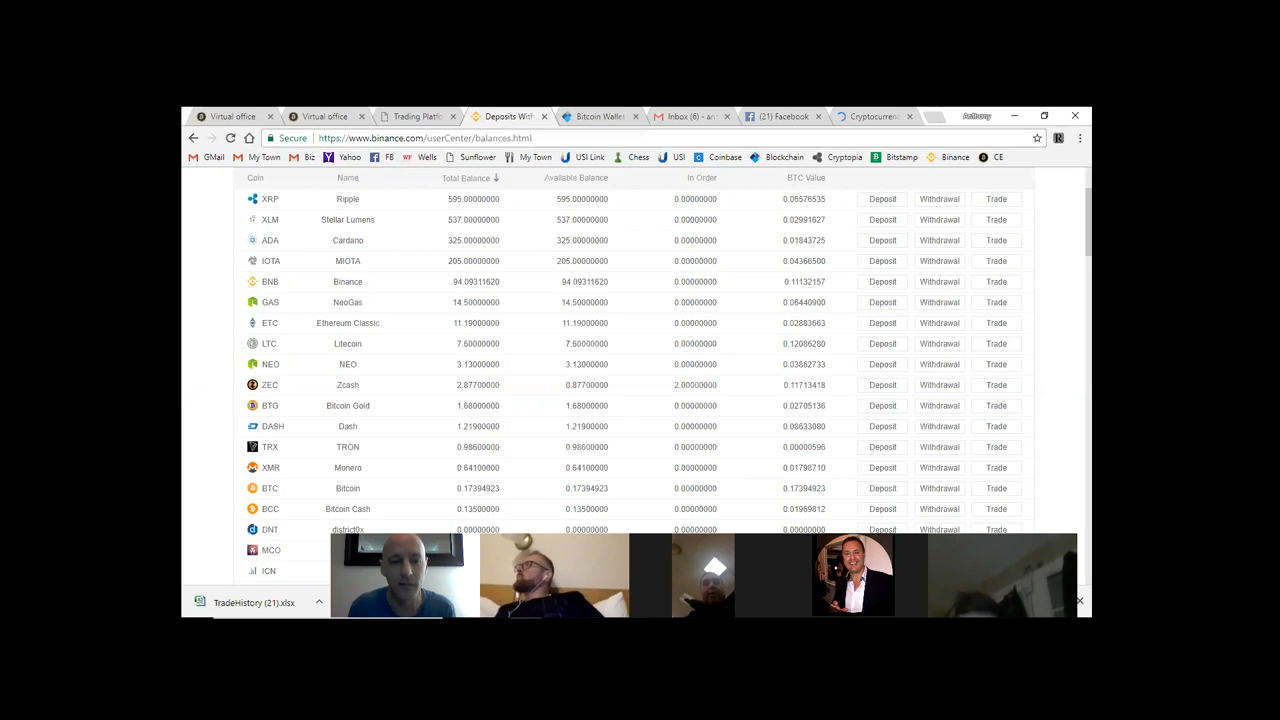 Virtual office Virtual office Trading Platfo Deposits With Bitcoin Wallet Inbox (6) - (21) Facebook Cryptocurrenc Anthony
Secure https://www.binance.com/userCenter/balances.html
GMail My Town Biz Yahoo FB Wells Sunflower My Town USI Link Chess USI Coinbase Blockchain Cryptopia Bitstamp Binance CE
Coin Name Total Balance Available Balance In Order BTC Value
XRP Ripple 595.00000000 595.00000000 0.00000000 0.06576535 Deposit Withdrawal Trade
XLM Stellar Lumens 537.00000000 537.00000000 0.00000000 0.02991627 Deposit Withdrawal Trade
ADA Cardano 325.00000000 325.00000000 0.00000000 0.01843725 Deposit Withdrawal Trade
IOTA MIOTA 205.00000000 205.00000000 0.00000000 0.04366500 Deposit Withdrawal Trade
BNB Binance 94.09311620 94.09311620 0.00000000 0.11132157 Deposit Withdrawal Trade
GAS NeoGas 14.50000000 14.50000000 0.00000000 0.06440900 Deposit Withdrawal Trade
ETC Ethereum Classic 11.19000000 11.19000000 0.00000000 0.02883663 Deposit Withdrawal Trade
LTC Litecoin 7.60000000 7.60000000 0.00000000 0.12086280 Deposit Withdrawal Trade
NEO NEO 3.13000000 3.13000000 0.00000000 0.03862733 Deposit Withdrawal Trade
ZEC Zcash 2.87700000 0.87700000 2.00000000 0.11713418 Deposit Withdrawal Trade
BTG Bitcoin Gold 1.68000000 1.68000000 0.00000000 0.02705136 Deposit Withdrawal Trade
DASH Dash 1.21900000 1.21900000 0.00000000 0.08633080 Deposit Withdrawal Trade
TRX TRON 0.98600000 0.98600000 0.00000000 0.00000596 Deposit Withdrawal Trade
XMR Monero 0.64100000 0.64100000 0.00000000 0.01798710 Deposit Withdrawal Trade
BTC Bitcoin 0.17394923 0.17394923 0.00000000 0.17394923 Deposit Withdrawal Trade
BCC Bitcoin Cash 0.13500000 0.13500000 0.00000000 0.01969812 Deposit Withdrawal Trade
DNT district0x 0.00000000 0.00000000 0.00000000 0.00000000 Deposit Withdrawal Trade
MCO
ICN
TradeHistory (21).xlsx